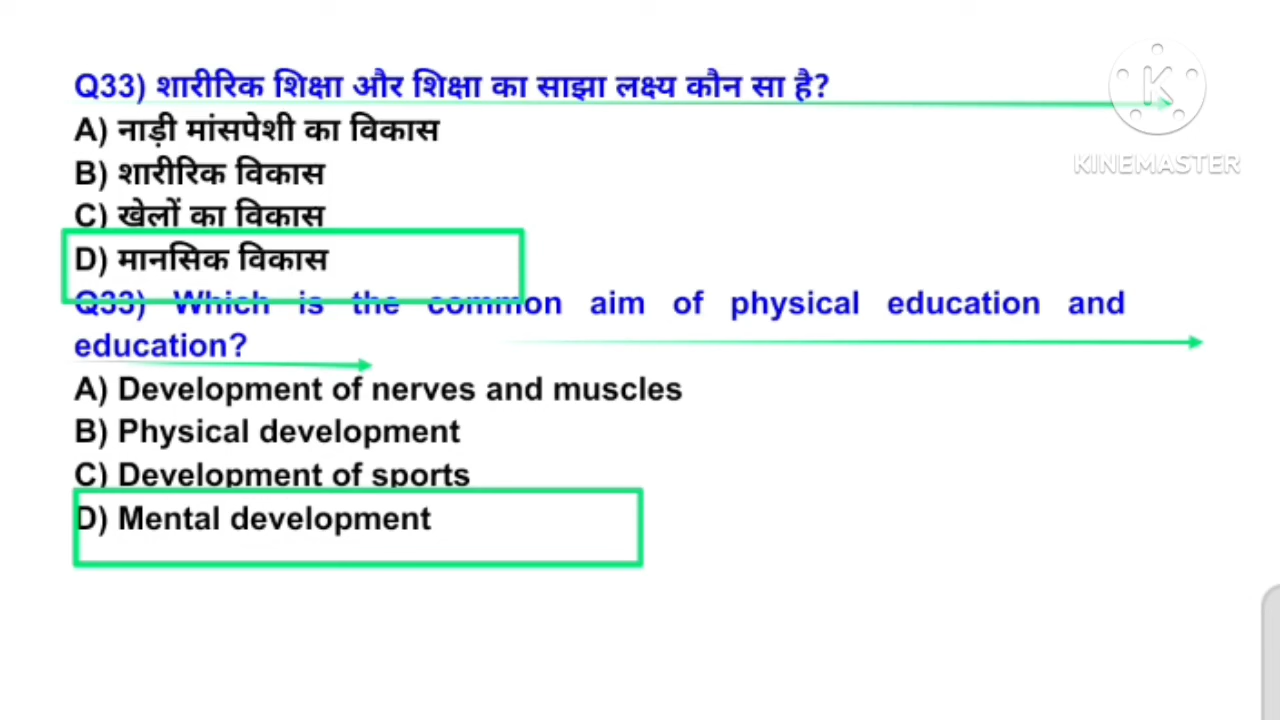 Q33) शारीरिक शिक्षा और शिक्षा का साझा लक्ष्य कौन सा है?
A) नाड़ी मांसपेशी का विकास
B) शारीरिक विकास
C) खेलों का विकास
D) मानसिक विकास
Q33) Which is the common aim of physical education and
education?
A) Development of nerves and muscles
B) Physical development
C) Development of sports
D) Mental development
K
KINEMASTER